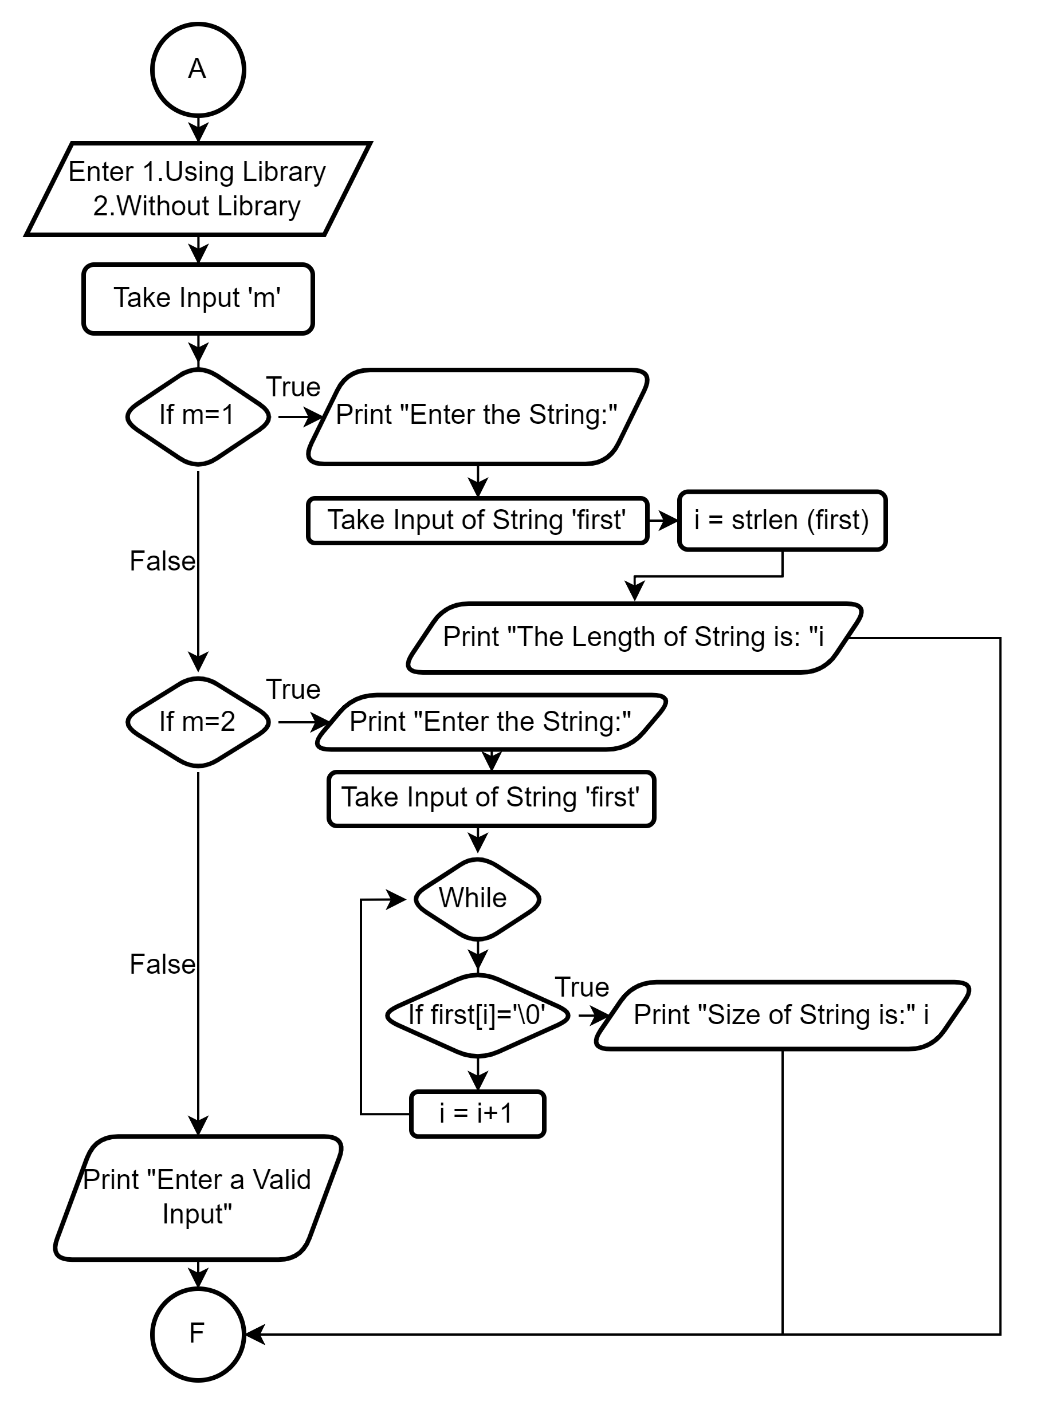 A
Enter 1.Using Library
2.Without Library
Take Input 'm'
If m=1
True
Print "Enter the String:"
Take Input of String 'first'
i = strlen (first)
False
Print "The Length of String is: "i
If m=2
True
Print "Enter the String:"
Take Input of String 'first'
While
If first[i]='\0'
True
Print "Size of String is:" i
i = i+1
False
Print "Enter a Valid
Input"
F